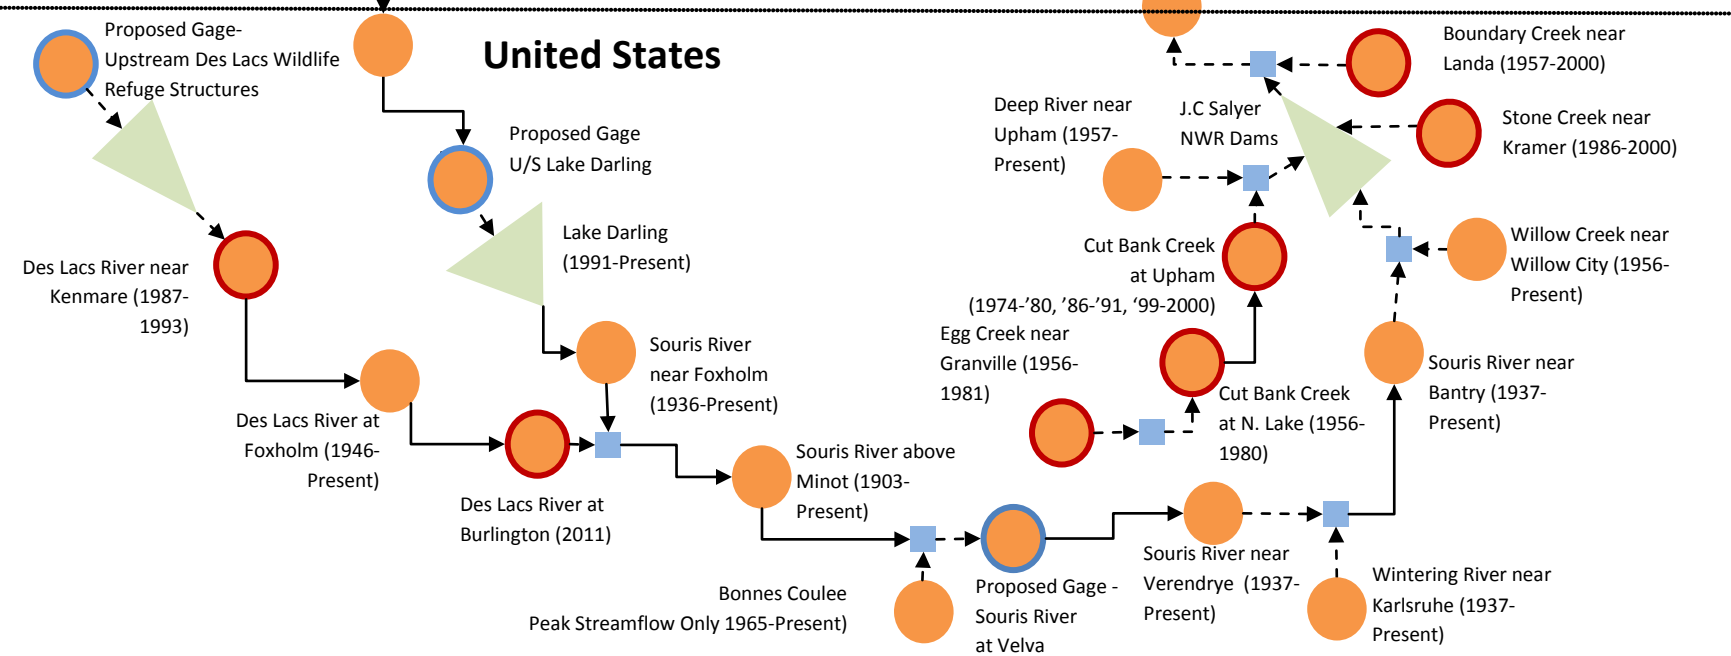 United States
Proposed Gage-
Upstream Des Lacs Wildlife
Refuge Structures
Proposed Gage
U/S Lake Darling
Lake Darling
(1991-Present)
Des Lacs River near
Kenmare (1987-
1993)
Souris River
near Foxholm
(1936-Present)
Des Lacs River at
Foxholm (1946-
Present)
Des Lacs River at
Burlington (2011)
Souris River above
Minot (1903-
Present)
Bonnes Coulee
Peak Streamflow Only 1965-Present)
Proposed Gage -
Souris River
at Velva
Souris River near
Verendrye (1937-
Present)
Wintering River near
Karlsruhe (1937-
Present)
Souris River near
Bantry (1937-
Present)
Willow Creek near
Willow City (1956-
Present)
Egg Creek near
Granville (1956-
1981)
Cut Bank Creek
at N. Lake (1956-
1980)
Cut Bank Creek
at Upham
(1974-’80, ’86-’91, ‘99-2000)
Deep River near
Upham (1957-
Present)
J.C Salyer
NWR Dams
Boundary Creek near
Landa (1957-2000)
Stone Creek near
Kramer (1986-2000)